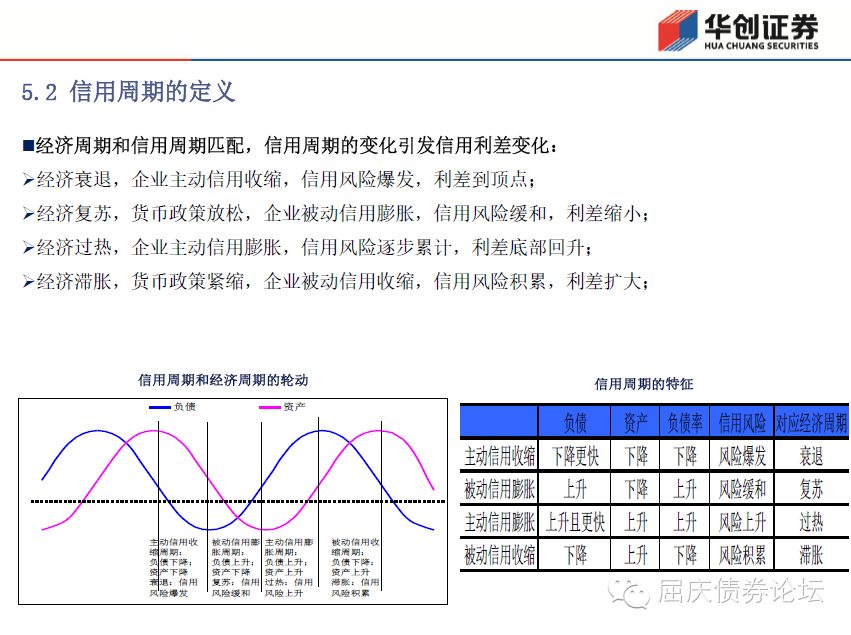 华创证券
HUA CHUANG SECURITIES
5.2 信用周期的定义
■经济周期和信用周期匹配，信用周期的变化引发信用利差变化：
➢经济衰退，企业主动信用收缩，信用风险爆发，利差到顶点；
➢经济复苏，货币政策放松，企业被动信用膨胀，信用风险缓和，利差缩小；
➢经济过热，企业主动信用膨胀，信用风险逐步累计，利差底部回升；
➢经济滞胀，货币政策紧缩，企业被动信用收缩，信用风险积累，利差扩大；
信用周期和经济周期的轮动
负债 资产
主动信用收
缩周期：
负债下降；
资产下降
衰退：信用
风险爆发
被动信用膨
胀周期：
负债上升；
资产下降
复苏：信用
风险缓和
主动信用膨
胀周期：
负债上升；
资产上升
过热：信用
风险上升
被动信用收
缩周期：
负债下降；
资产上升
滞胀：信用
风险积累
信用周期的特征
负债 资产 负债率 信用风险 对应经济周期
主动信用收缩 下降更快 下降 下降 风险爆发 衰退
被动信用膨胀 上升 下降 上升 风险缓和 复苏
主动信用膨胀 上升且更快 上升 上升 风险上升 过热
被动信用收缩 下降 上升 下降 风险积累 滞胀
屈庆债券论坛